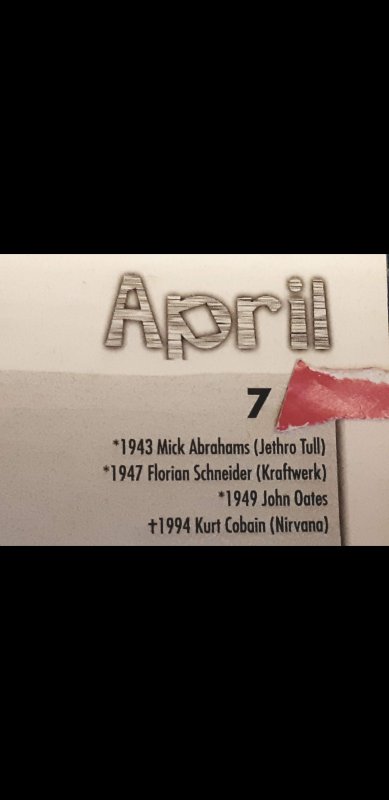 April
7
*1943 Mick Abrahams (Jethro Tull)
*1947 Florian Schneider (Kraftwerk)
*1949 John Oates
✝1994 Kurt Cobain (Nirvana)